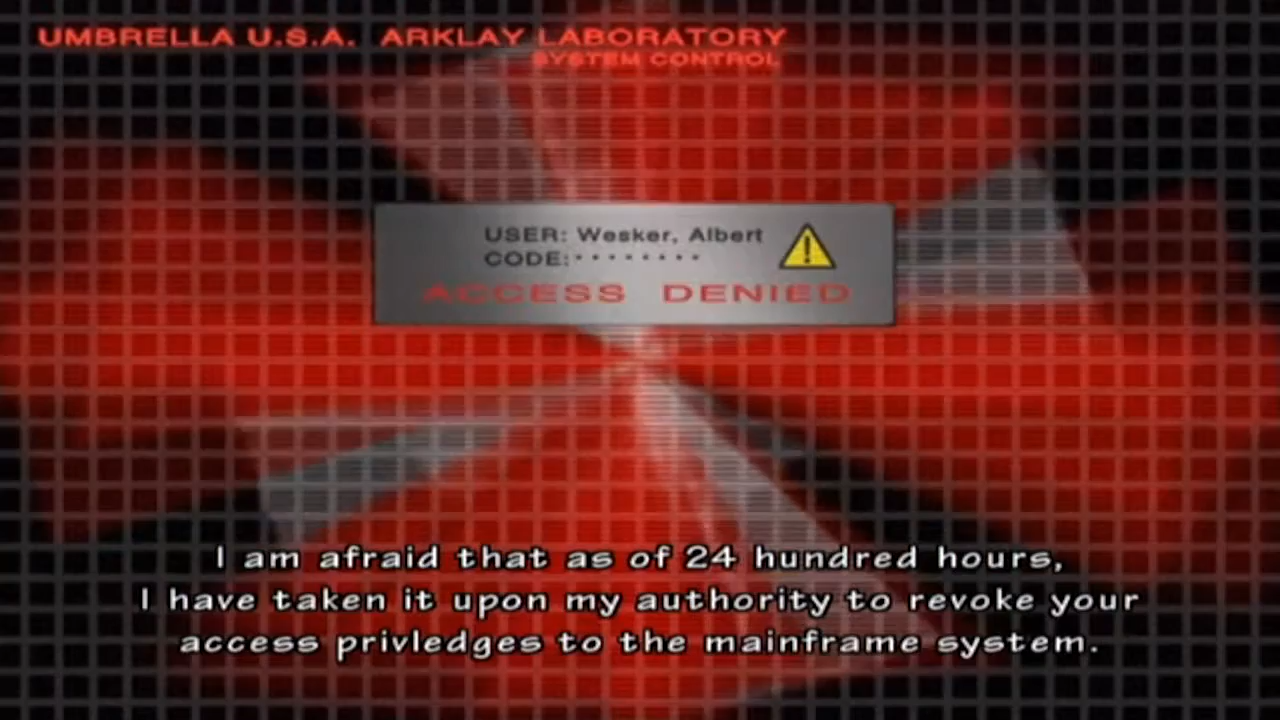 UMBRELLA U.S.A. ARKLAY LABORATORY
SYSTEM CONTROL
USER: Wesker, Albert
CODE:********
ACCESS DENIED
I am afraid that as of 24 hundred hours,
I have taken it upon my authority to revoke your
access privledges to the mainframe system.